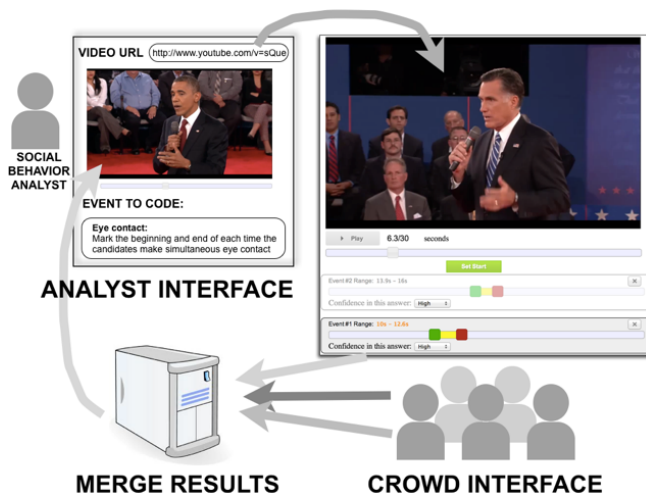 VIDEO URL http://www.youtube.com/v=sQue
SOCIAL
BEHAVIOR
ANALYST
EVENT TO CODE:
Eye contact:
Mark the beginning and end of each time the
candidates make simultaneous eye contact
ANALYST INTERFACE
Play 6.3/30 seconds
Set Start
Event #2 Range: 13.9s - 16s
Confidence in this answer: High
Event #1 Range: 10s - 12.6s
Confidence in this answer: High
MERGE RESULTS
CROWD INTERFACE